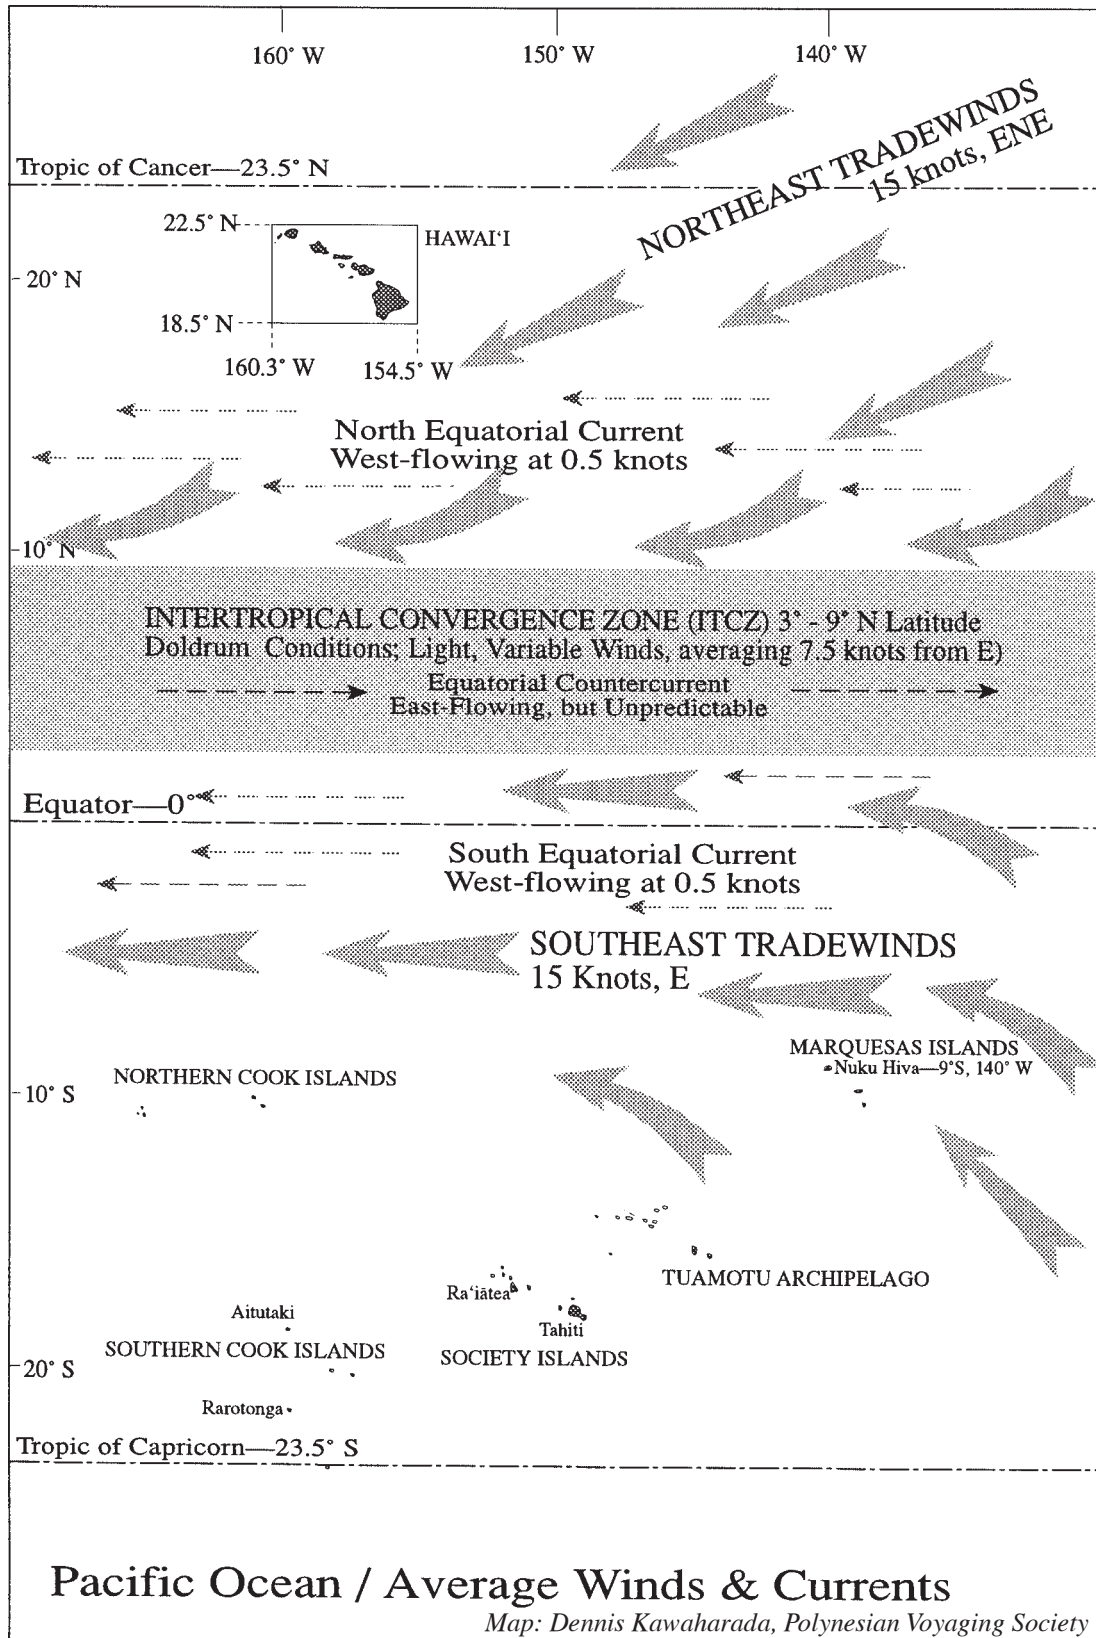 160° W
150° W
140° W
NORTHEAST TRADEWINDS
15 knots, ENE
Tropic of Cancer—23.5° N
22.5° N
HAWAI‘I
20° N
18.5° N
160.3° W
154.5° W
North Equatorial Current
West-flowing at 0.5 knots
10° N
INTERTROPICAL CONVERGENCE ZONE (ITCZ) 3° - 9° N Latitude
Doldrum Conditions; Light, Variable Winds, averaging 7.5 knots from E)
Equatorial Countercurrent
East-Flowing, but Unpredictable
Equator—0°
South Equatorial Current
West-flowing at 0.5 knots
SOUTHEAST TRADEWINDS
15 Knots, E
MARQUESAS ISLANDS
Nuku Hiva—9°S, 140° W
NORTHERN COOK ISLANDS
10° S
TUAMOTU ARCHIPELAGO
Ra‘iātea
Aitutaki
Tahiti
SOUTHERN COOK ISLANDS
SOCIETY ISLANDS
20° S
Rarotonga
Tropic of Capricorn—23.5° S
Pacific Ocean / Average Winds & Currents
Map: Dennis Kawaharada, Polynesian Voyaging Society